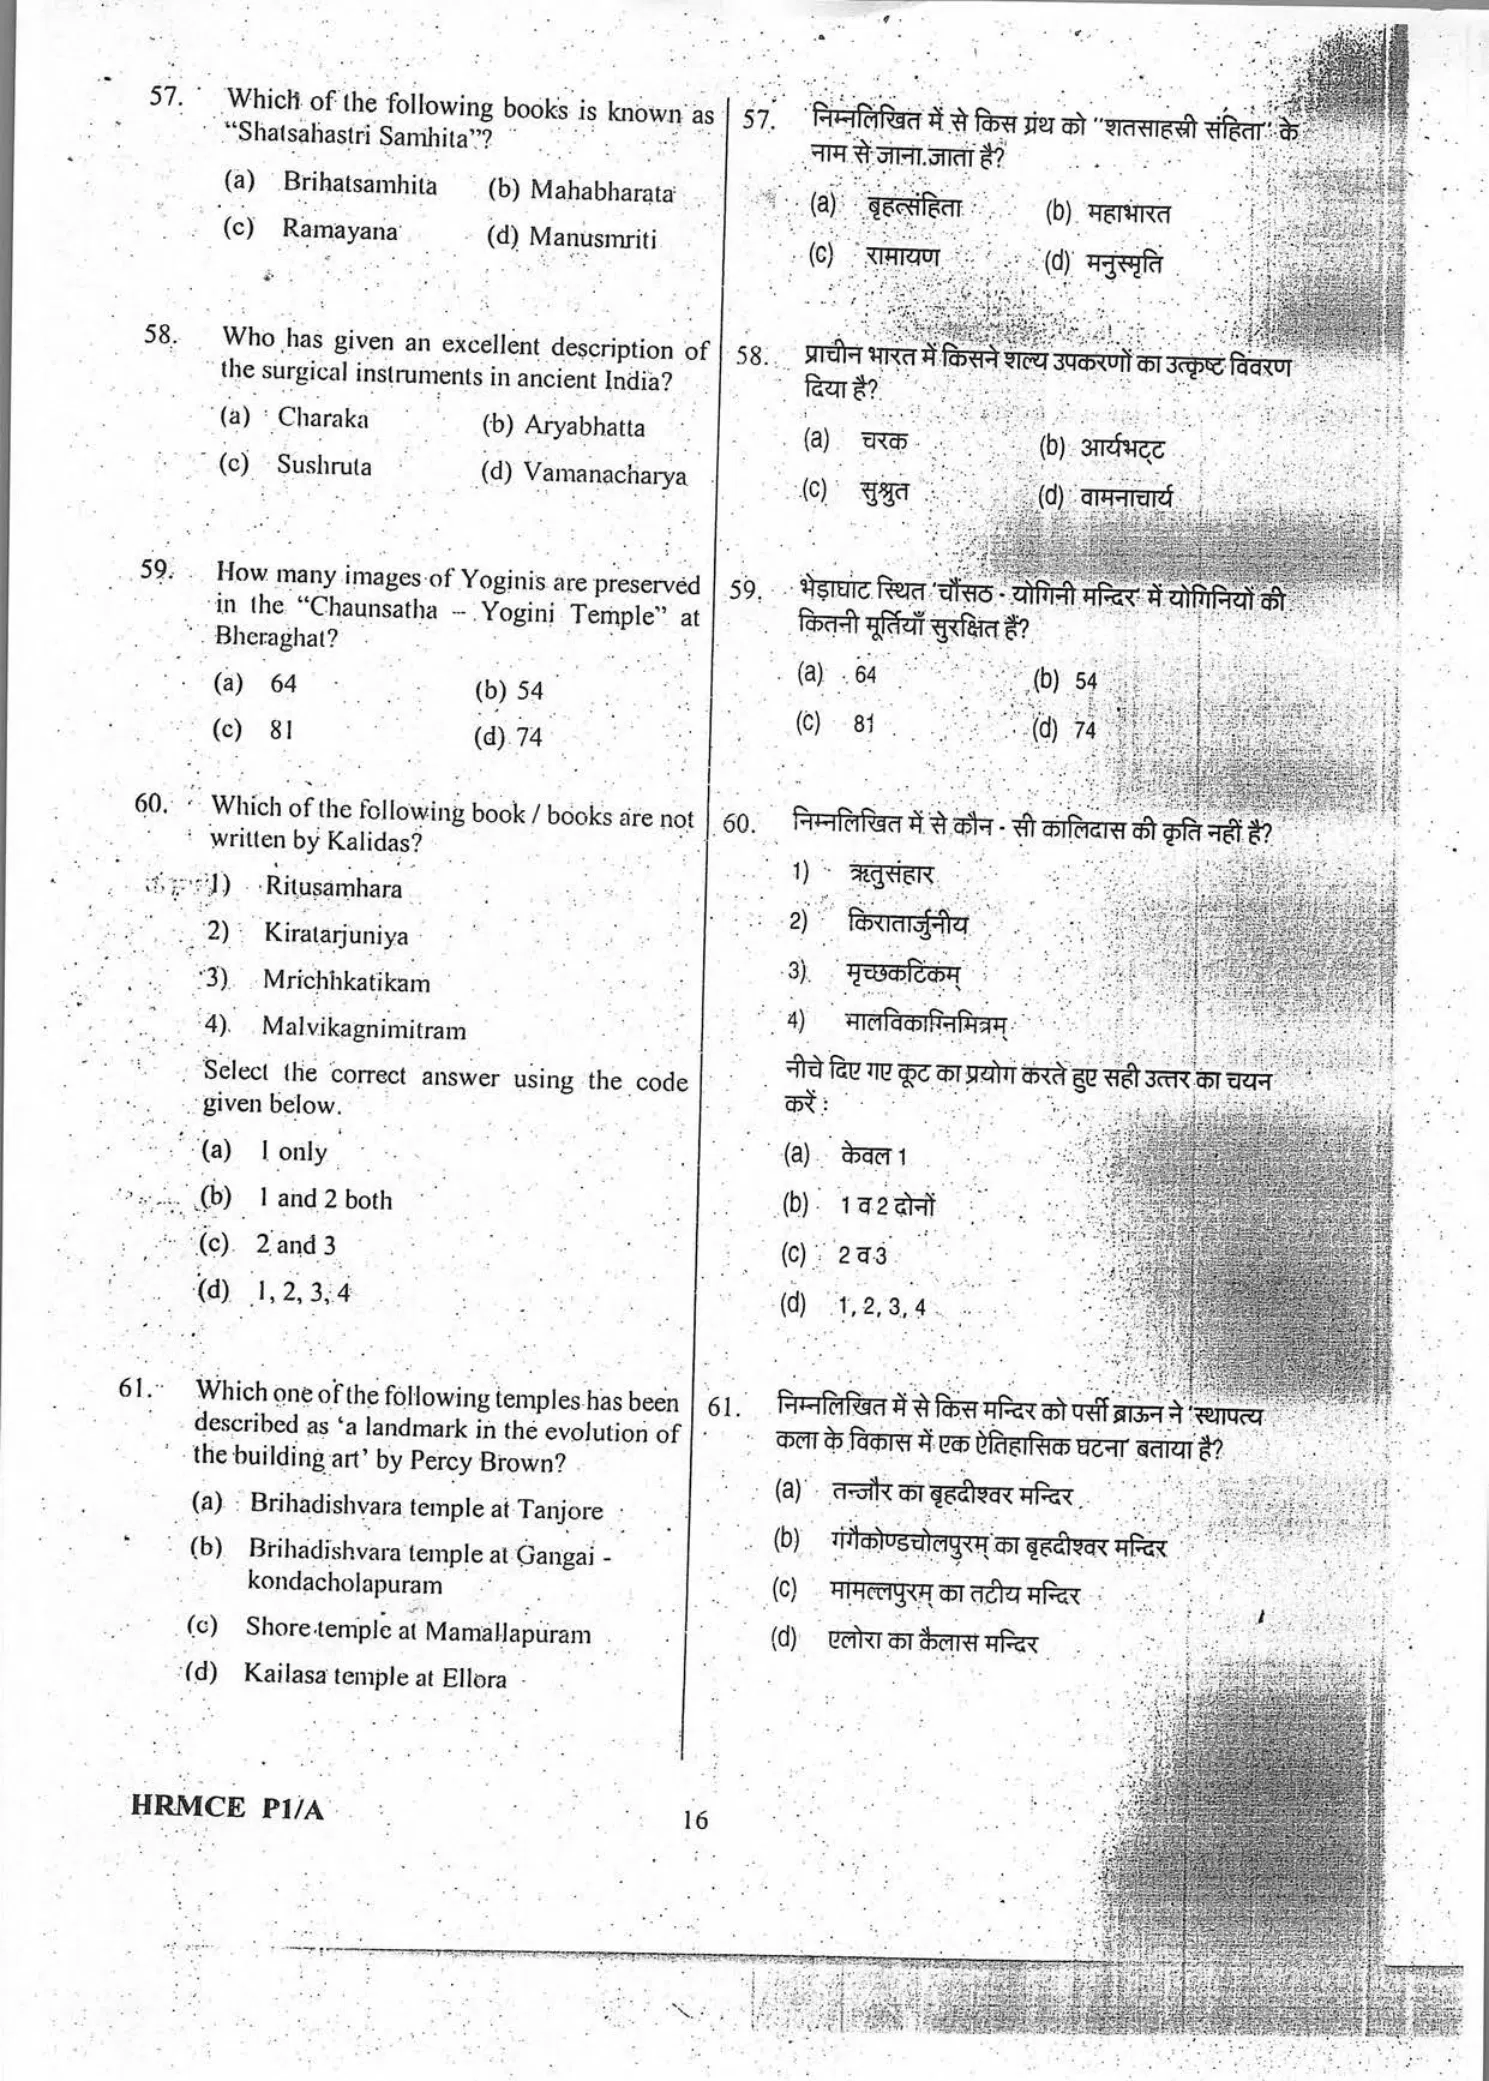 57. Which of the following books is known as
"Shatsahastri Samhita"?
(a) Brihatsamhita (b) Mahabharata
(c) Ramayana (d) Manusmriti
58. Who has given an excellent description of
the surgical instruments in ancient India?
(a) Charaka (b) Aryabhatta
(c) Sushruta (d) Vamanacharya
59. How many images of Yoginis are preserved
in the "Chaunsatha – Yogini Temple" at
Bheraghat?
(a) 64 (b) 54
(c) 81 (d) 74
60. Which of the following book / books are not
written by Kalidas?
1) Ritusamhara
2) Kiratarjuniya
3) Mrichhkatikam
4) Malvikagnimitram
Select the correct answer using the code
given below.
(a) 1 only
(b) 1 and 2 both
(c) 2 and 3
(d) 1, 2, 3, 4
61. Which one of the following temples has been
described as 'a landmark in the evolution of
the building art' by Percy Brown?
(a) Brihadishvara temple at Tanjore
(b) Brihadishvara temple at Gangai -
kondacholapuram
(c) Shore temple at Mamallapuram
(d) Kailasa temple at Ellora
57. निम्नलिखित में से किस ग्रंथ को "शतसाहस्री संहिता" के
नाम से जाना जाता है?
(a) बृहत्संहिता (b) महाभारत
(c) रामायण (d) मनुस्मृति
58. प्राचीन भारत में किसने शल्य उपकरणों का उत्कृष्ट विवरण
दिया है?
(a) चरक (b) आर्यभट्ट
(c) सुश्रुत (d) वामनाचार्य
59. भेड़ाघाट स्थित 'चौंसठ - योगिनी मन्दिर' में योगिनियों की
कितनी मूर्तियाँ सुरक्षित हैं?
(a) 64 (b) 54
(c) 81 (d) 74
60. निम्नलिखित में से कौन - सी कालिदास की कृति नहीं है?
1) ऋतुसंहार
2) किरातार्जुनीय
3) मृच्छकटिकम्
4) मालविकाग्निमित्रम्
नीचे दिए गए कूट का प्रयोग करते हुए सही उत्तर का चयन
करें :
(a) केवल 1
(b) 1 व 2 दोनों
(c) 2 व 3
(d) 1, 2, 3, 4
61. निम्नलिखित में से किस मन्दिर को पर्सी ब्राऊन ने 'स्थापत्य
कला के विकास में एक ऐतिहासिक घटना' बताया है?
(a) तन्जौर का बृहदीश्वर मन्दिर
(b) गंगैकोण्डचोलपुरम् का बृहदीश्वर मन्दिर
(c) मामल्लपुरम् का तटीय मन्दिर
(d) एलोरा का कैलास मन्दिर
HRMCE P1/A
16